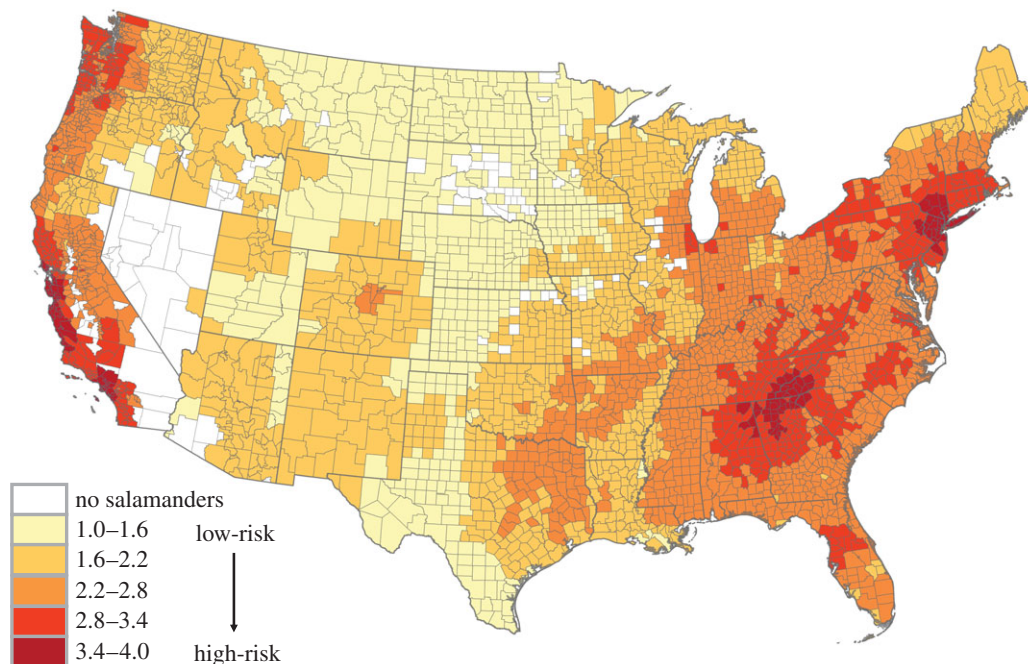 no salamanders
1.0–1.6
low-risk
1.6–2.2
2.2–2.8
2.8–3.4
3.4–4.0
high-risk